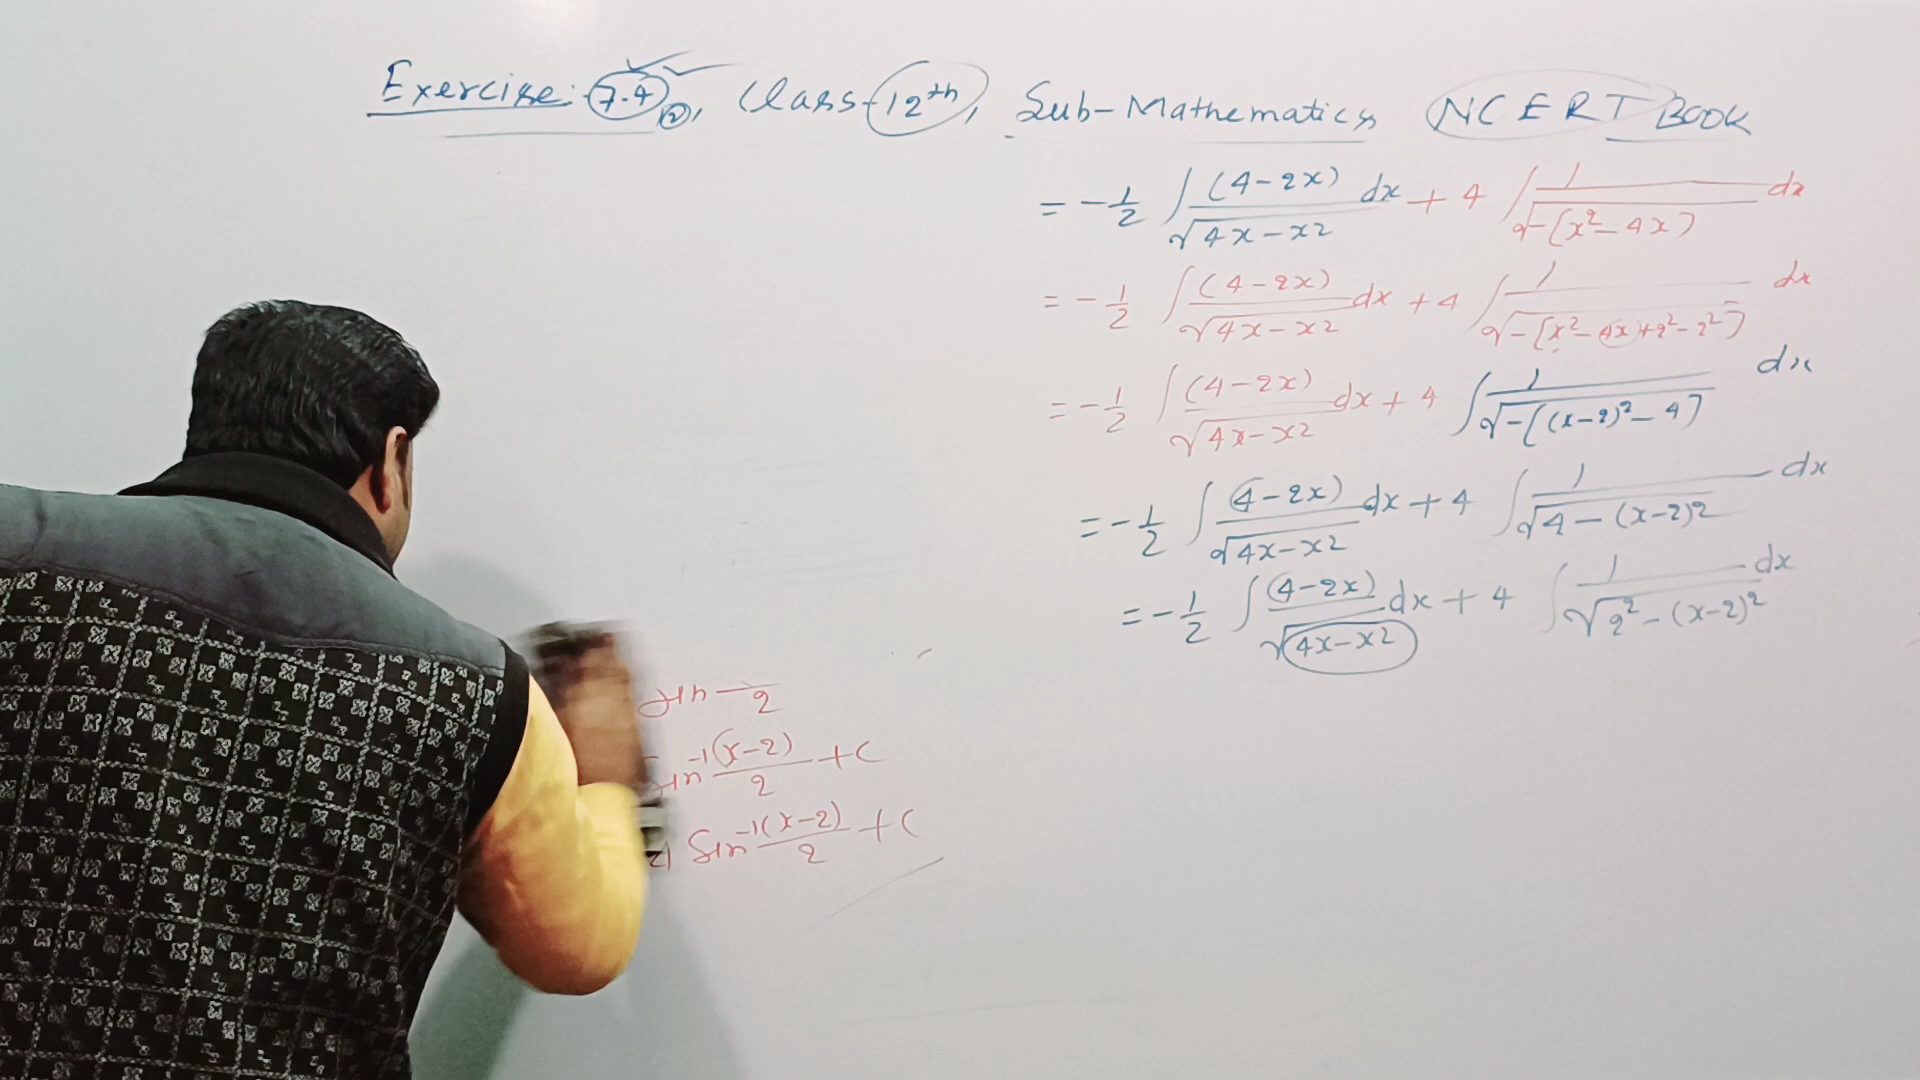 Exercise: 7.4 (2), Class-12th, Sub-Mathematics NCERT BOOK
= -1/2 ∫ (4-2x)/√(4x-x2) dx + 4 ∫ 1/√(-[x²-4x]) dx
= -1/2 ∫ (4-2x)/√(4x-x2) dx + 4 ∫ 1/√(-[x²-4x+2²-2²]) dx
= -1/2 ∫ (4-2x)/√(4x-x2) dx + 4 ∫ 1/√(-[(x-2)²-4]) dx
= -1/2 ∫ (4-2x)/√(4x-x2) dx + 4 ∫ 1/√(4-(x-2)2) dx
= -1/2 ∫ (4-2x)/√(4x-x2) dx + 4 ∫ 1/√(2²-(x-2)²) dx
2
Sin-1 (x-2)/2 + C
Sin-1 (x-2)/2 + C